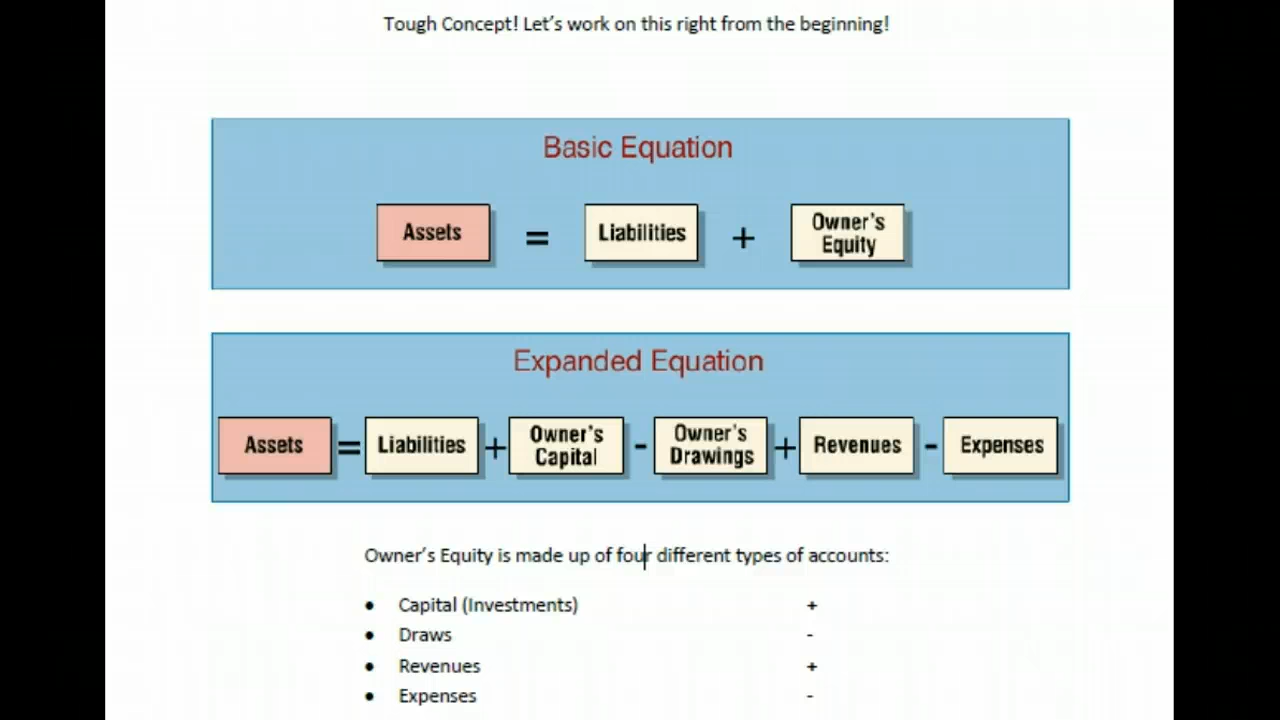 Tough Concept! Let's work on this right from the beginning!
Basic Equation
Assets = Liabilities + Owner's Equity
Expanded Equation
Assets = Liabilities + Owner's Capital - Owner's Drawings + Revenues - Expenses
Owner's Equity is made up of four different types of accounts:
• Capital (Investments) +
• Draws -
• Revenues +
• Expenses -